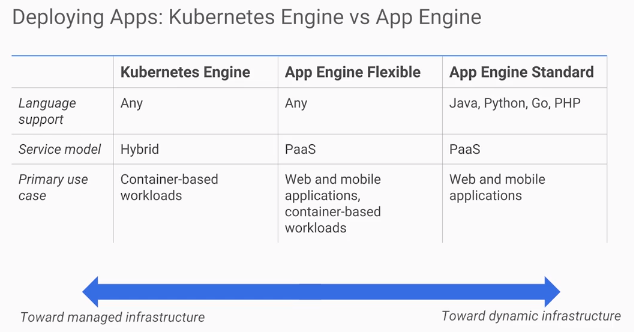 Deploying Apps: Kubernetes Engine vs App Engine
Kubernetes Engine
App Engine Flexible
App Engine Standard
Language
support
Any
Any
Java, Python, Go, PHP
Service model
Hybrid
PaaS
PaaS
Primary use
case
Container-based
workloads
Web and mobile
applications,
container-based
workloads
Web and mobile
applications
Toward managed infrastructure
Toward dynamic infrastructure